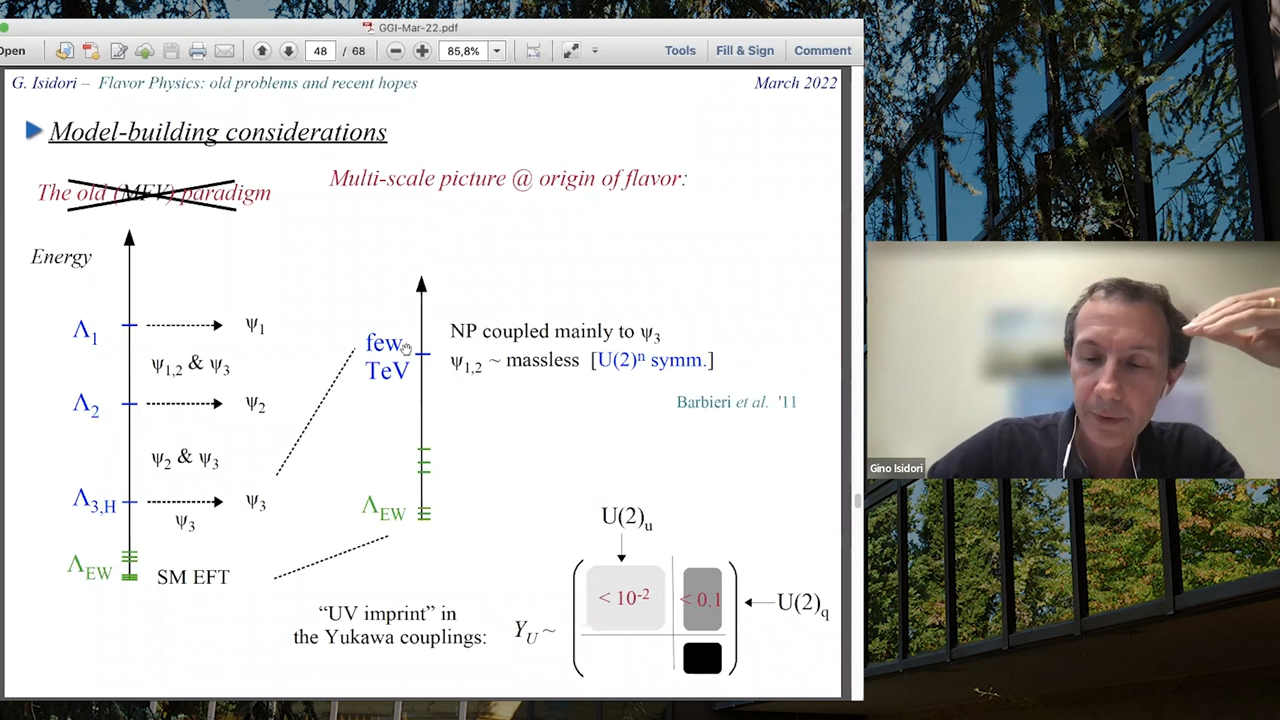 GGI-Mar-22.pdf
Open
48 / 68
85,8%
Tools
Fill & Sign
Comment
G. Isidori – Flavor Physics: old problems and recent hopes
March 2022
Model-building considerations
The old (MFV) paradigm
Multi-scale picture @ origin of flavor:
Energy
Λ1
ψ1
ψ1,2 & ψ3
Λ2
ψ2
ψ2 & ψ3
Λ3,H
ψ3
ψ3
ΛEW
SM EFT
few
TeV
NP coupled mainly to ψ3
ψ1,2 ~ massless [U(2)ⁿ symm.]
Barbieri et al. '11
ΛEW
U(2)u
< 10⁻²
< 0.1
U(2)q
"UV imprint" in
the Yukawa couplings:
YU ~
Gino Isidori